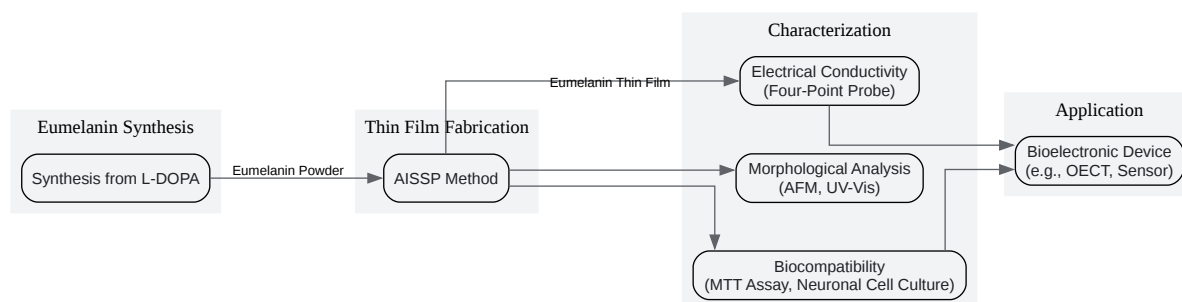 Eumelanin Synthesis
Synthesis from L-DOPA
Eumelanin Powder
Thin Film Fabrication
AISSP Method
Eumelanin Thin Film
Characterization
Electrical Conductivity
(Four-Point Probe)
Morphological Analysis
(AFM, UV-Vis)
Biocompatibility
(MTT Assay, Neuronal Cell Culture)
Application
Bioelectronic Device
(e.g., OECT, Sensor)